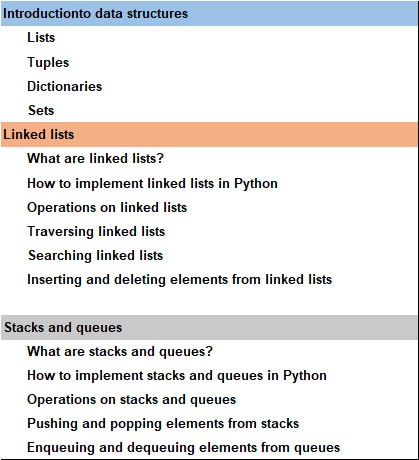 Introductionto data structures
Lists
Tuples
Dictionaries
Sets
Linked lists
What are linked lists?
How to implement linked lists in Python
Operations on linked lists
Traversing linked lists
Searching linked lists
Inserting and deleting elements from linked lists
Stacks and queues
What are stacks and queues?
How to implement stacks and queues in Python
Operations on stacks and queues
Pushing and popping elements from stacks
Enqueuing and dequeuing elements from queues